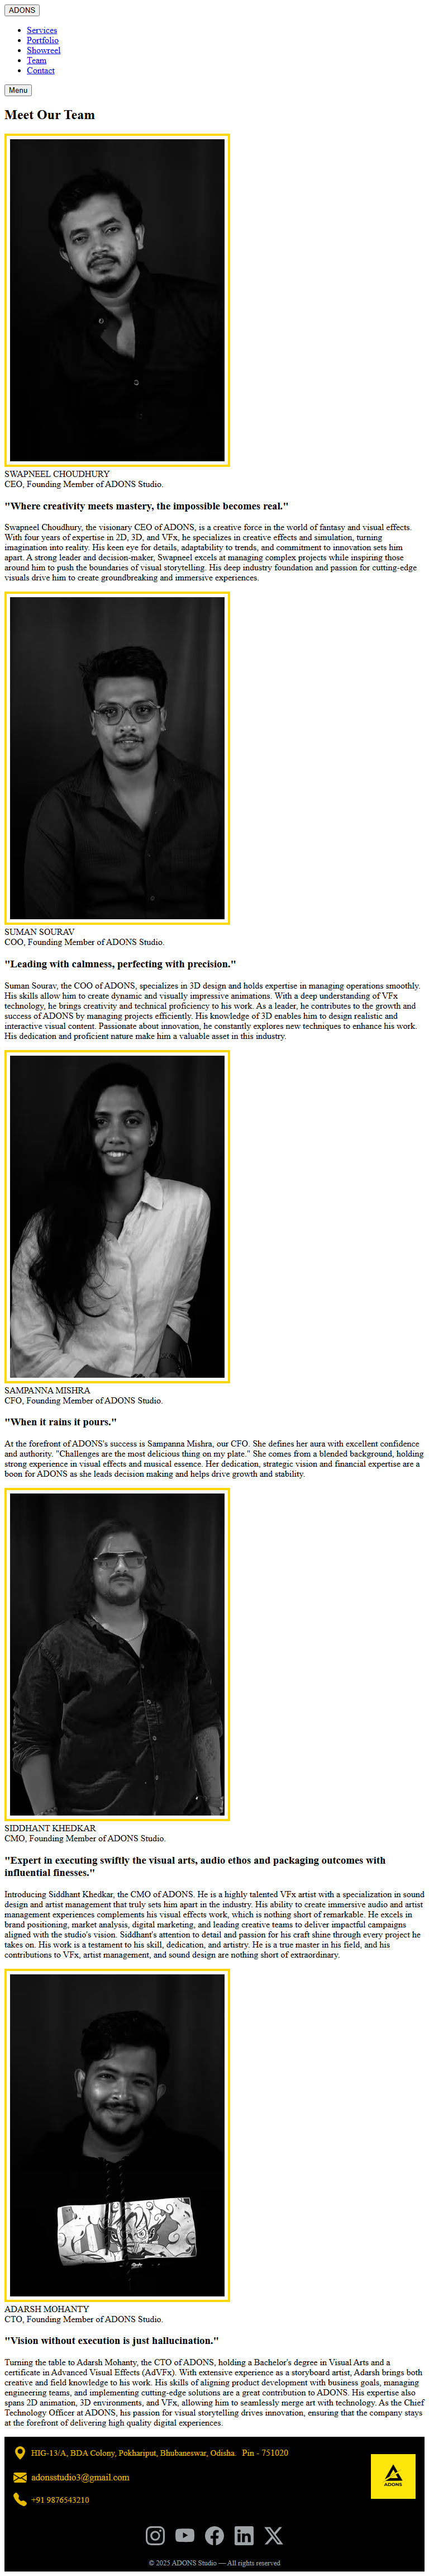 ADONS
Services
Portfolio
Showreel
Team
Contact
Menu
Meet Our Team
SWAPNEEL CHOUDHURY
CEO, Founding Member of ADONS Studio.
"Where creativity meets mastery, the impossible becomes real."
Swapneel Choudhury, the visionary CEO of ADONS, is a creative force in the world of fantasy and visual effects.
With four years of expertise in 2D, 3D, and VFx, he specializes in creative effects and simulation, turning
imagination into reality. His keen eye for details, adaptability to trends, and commitment to innovation sets him
apart. A strong leader and decision-maker, Swapneel excels at managing complex projects while inspiring those
around him to push the boundaries of visual storytelling. His deep industry foundation and passion for cutting-edge
visuals drive him to create groundbreaking and immersive experiences.
SUMAN SOURAV
COO, Founding Member of ADONS Studio.
"Leading with calmness, perfecting with precision."
Suman Sourav, the COO of ADONS, specializes in 3D design and holds expertise in managing operations smoothly.
His skills allow him to create dynamic and visually impressive animations. With a deep understanding of VFx
technology, he brings creativity and technical proficiency to his work. As a leader, he contributes to the growth and
success of ADONS by managing projects efficiently. His knowledge of 3D enables him to design realistic and
interactive visual content. Passionate about innovation, he constantly explores new techniques to enhance his work.
His dedication and proficient nature make him a valuable asset in this industry.
SAMPANNA MISHRA
CFO, Founding Member of ADONS Studio.
"When it rains it pours."
At the forefront of ADONS's success is Sampanna Mishra, our CFO. She defines her aura with excellent confidence
and authority. "Challenges are the most delicious thing on my plate." She comes from a blended background, holding
strong experience in visual effects and musical essence. Her dedication, strategic vision and financial expertise are a
boon for ADONS as she leads decision making and helps drive growth and stability.
SIDDHANT KHEDKAR
CMO, Founding Member of ADONS Studio.
"Expert in executing swiftly the visual arts, audio ethos and packaging outcomes with
influential finesses."
Introducing Siddhant Khedkar, the CMO of ADONS. He is a highly talented VFx artist with a specialization in sound
design and artist management that truly sets him apart in the industry. His ability to create immersive audio and artist
management experiences complements his visual effects work, which is nothing short of remarkable. He excels in
brand positioning, market analysis, digital marketing, and leading creative teams to deliver impactful campaigns
aligned with the studio's vision. Siddhant's attention to detail and passion for his craft shine through every project he
takes on. His work is a testament to his skill, dedication, and artistry. He is a true master in his field, and his
contributions to VFx, artist management, and sound design are nothing short of extraordinary.
ADARSH MOHANTY
CTO, Founding Member of ADONS Studio.
"Vision without execution is just hallucination."
Turning the table to Adarsh Mohanty, the CTO of ADONS, holding a Bachelor's degree in Visual Arts and a
certificate in Advanced Visual Effects (AdVFx). With extensive experience as a storyboard artist, Adarsh brings both
creative and field knowledge to his work. His skills of aligning product development with business goals, managing
engineering teams, and implementing cutting-edge solutions are a great contribution to ADONS. His expertise also
spans 2D animation, 3D environments, and VFx, allowing him to seamlessly merge art with technology. As the Chief
Technology Officer at ADONS, his passion for visual storytelling drives innovation, ensuring that the company stays
at the forefront of delivering high quality digital experiences.
HIG-13/A, BDA Colony, Pokhariput, Bhubaneswar, Odisha. Pin - 751020
adonsstudio3@gmail.com
+91 9876543210
ADONS
© 2025 ADONS Studio — All rights reserved